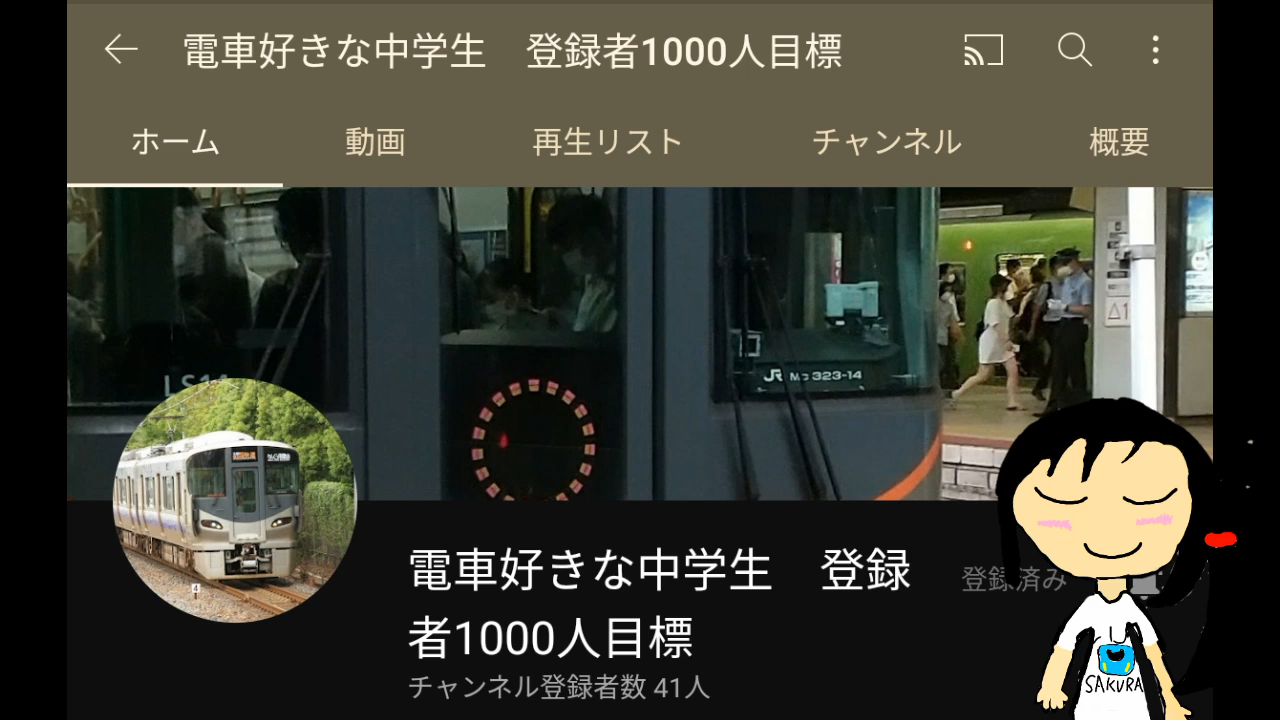 電車好きな中学生　登録者1000人目標
ホーム
動画
再生リスト
チャンネル
概要
JR Mc 323-14
電車好きな中学生　登録
者1000人目標
登録済み
チャンネル登録者数 41人
SAKURA